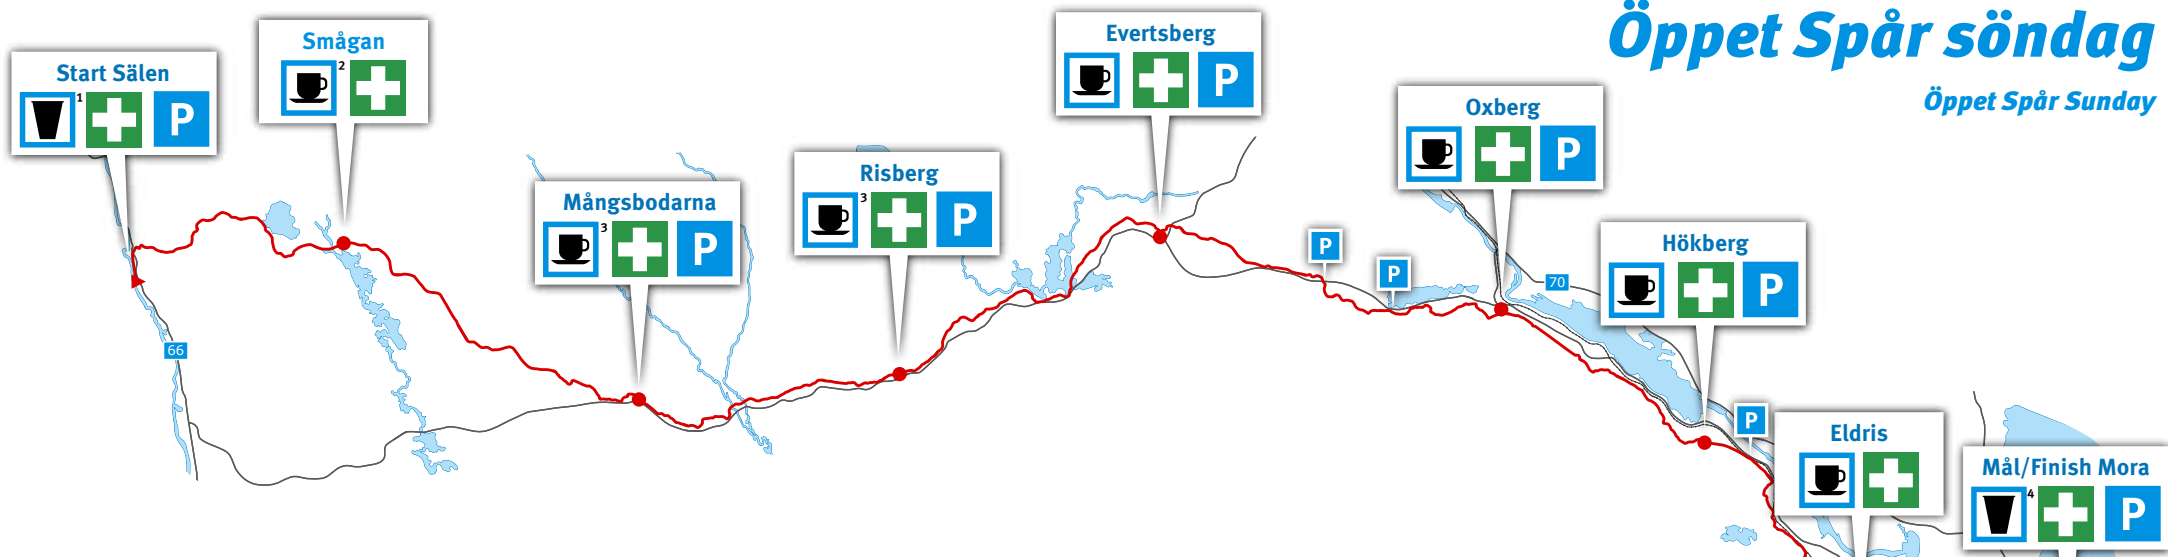 Öppet Spår söndag
Öppet Spår Sunday
Start Sälen
1
P
Smågan
2
Mångsbodarna
3
P
Risberg
3
P
Evertsberg
P
P
P
Oxberg
P
70
Hökberg
P
P
Eldris
Mål/Finish Mora
4
P
66